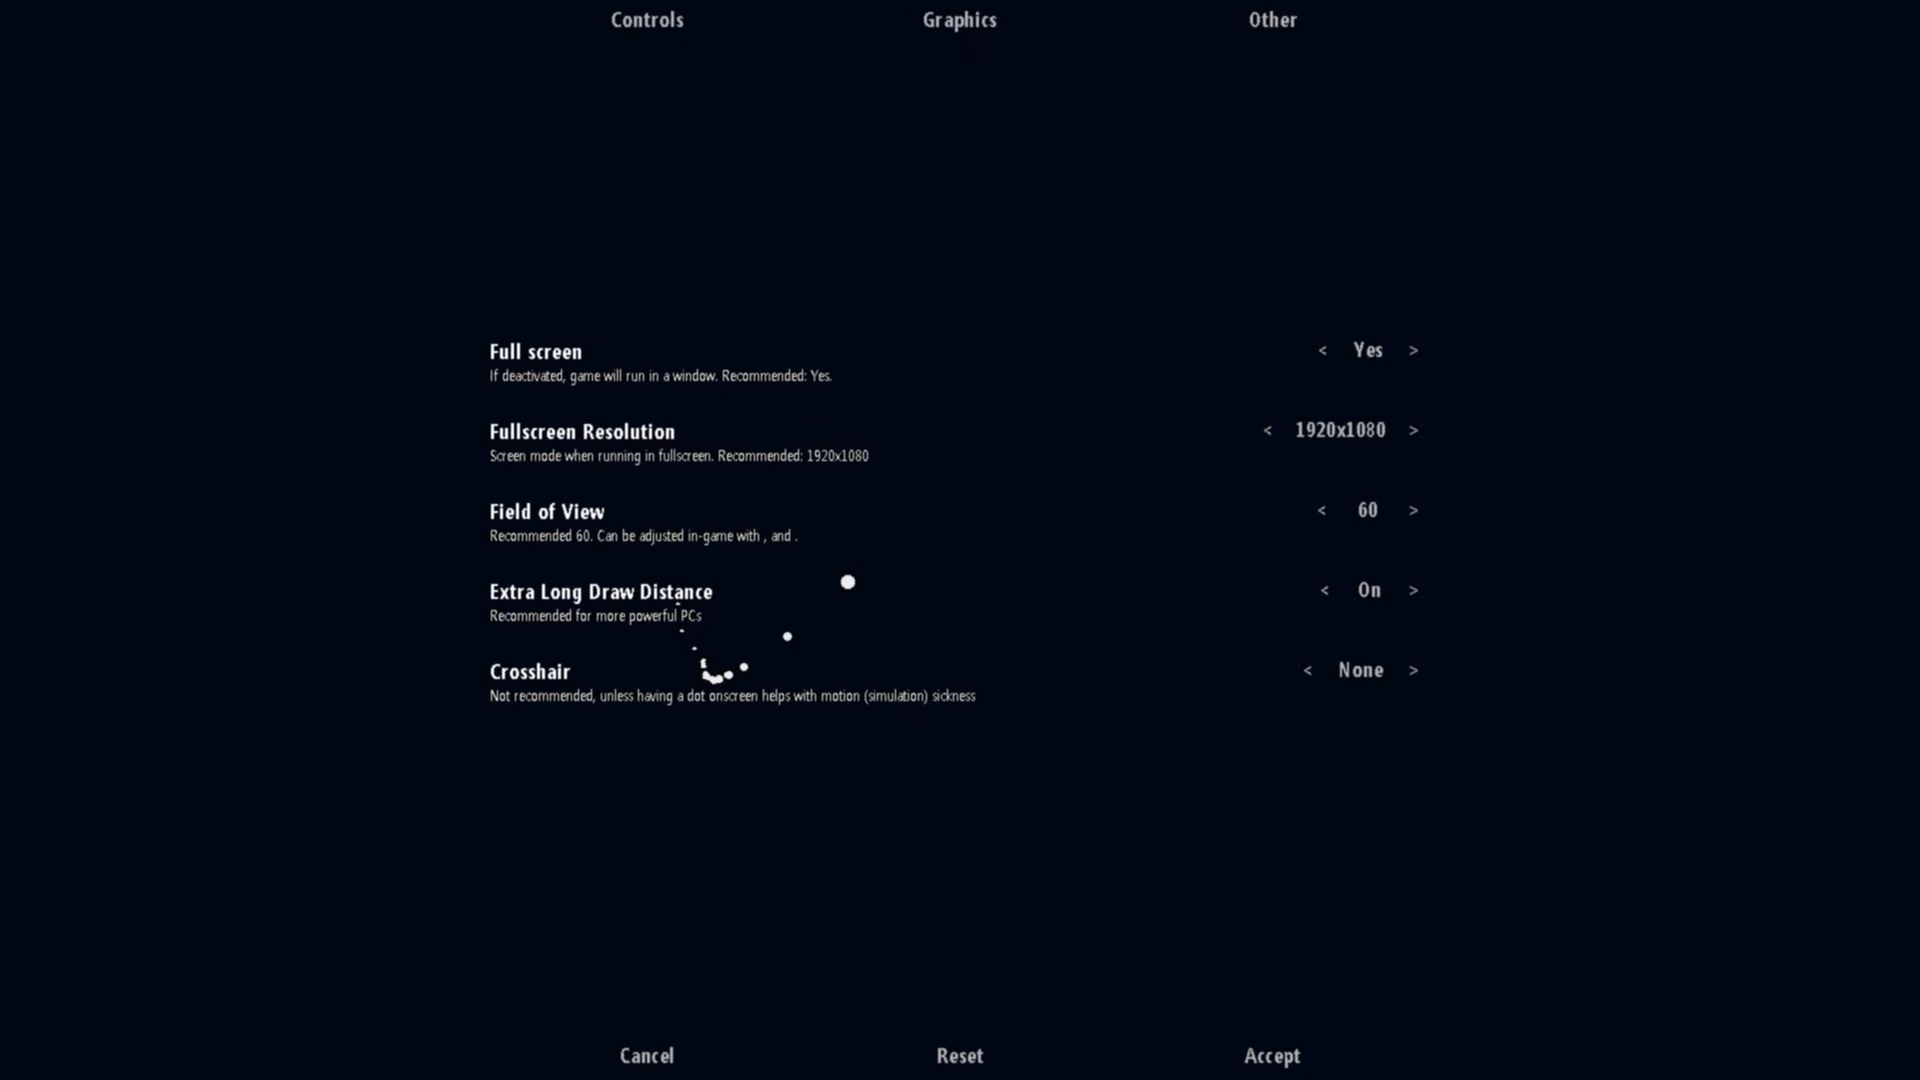 Controls Graphics Other
Full screen < Yes >
If deactivated, game will run in a window. Recommended: Yes.
Fullscreen Resolution < 1920x1080 >
Screen mode when running in fullscreen. Recommended: 1920x1080
Field of View < 60 >
Recommended 60. Can be adjusted in-game with , and .
Extra Long Draw Distance < On >
Recommended for more powerful PCs
Crosshair < None >
Not recommended, unless having a dot onscreen helps with motion (simulation) sickness
Cancel Reset Accept